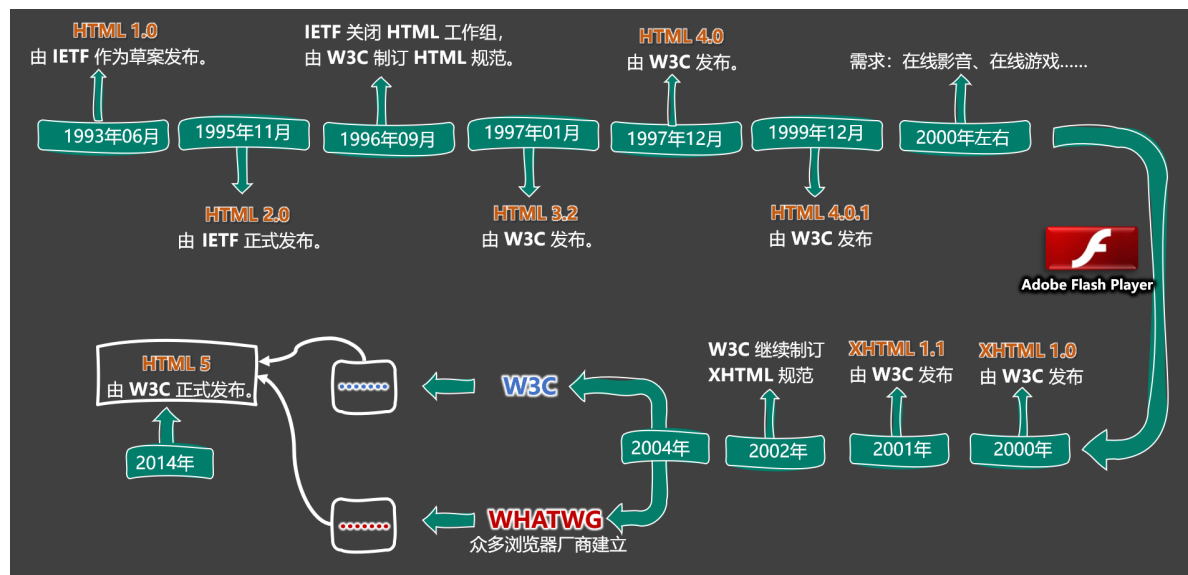 HTML 1.0
由 IETF 作为草案发布。
1993年06月
1995年11月
HTML 2.0
由 IETF 正式发布。
IETF 关闭 HTML 工作组，
由 W3C 制订 HTML 规范。
1996年09月
1997年01月
HTML 3.2
由 W3C 发布。
HTML 4.0
由 W3C 发布。
1997年12月
1999年12月
HTML 4.0.1
由 W3C 发布
需求：在线影音、在线游戏......
2000年左右
Adobe Flash Player
XHTML 1.0
由 W3C 发布
2000年
XHTML 1.1
由 W3C 发布
2001年
W3C 继续制订
XHTML 规范
2002年
2004年
W3C
WHATWG
众多浏览器厂商建立
HTML 5
由 W3C 正式发布。
2014年